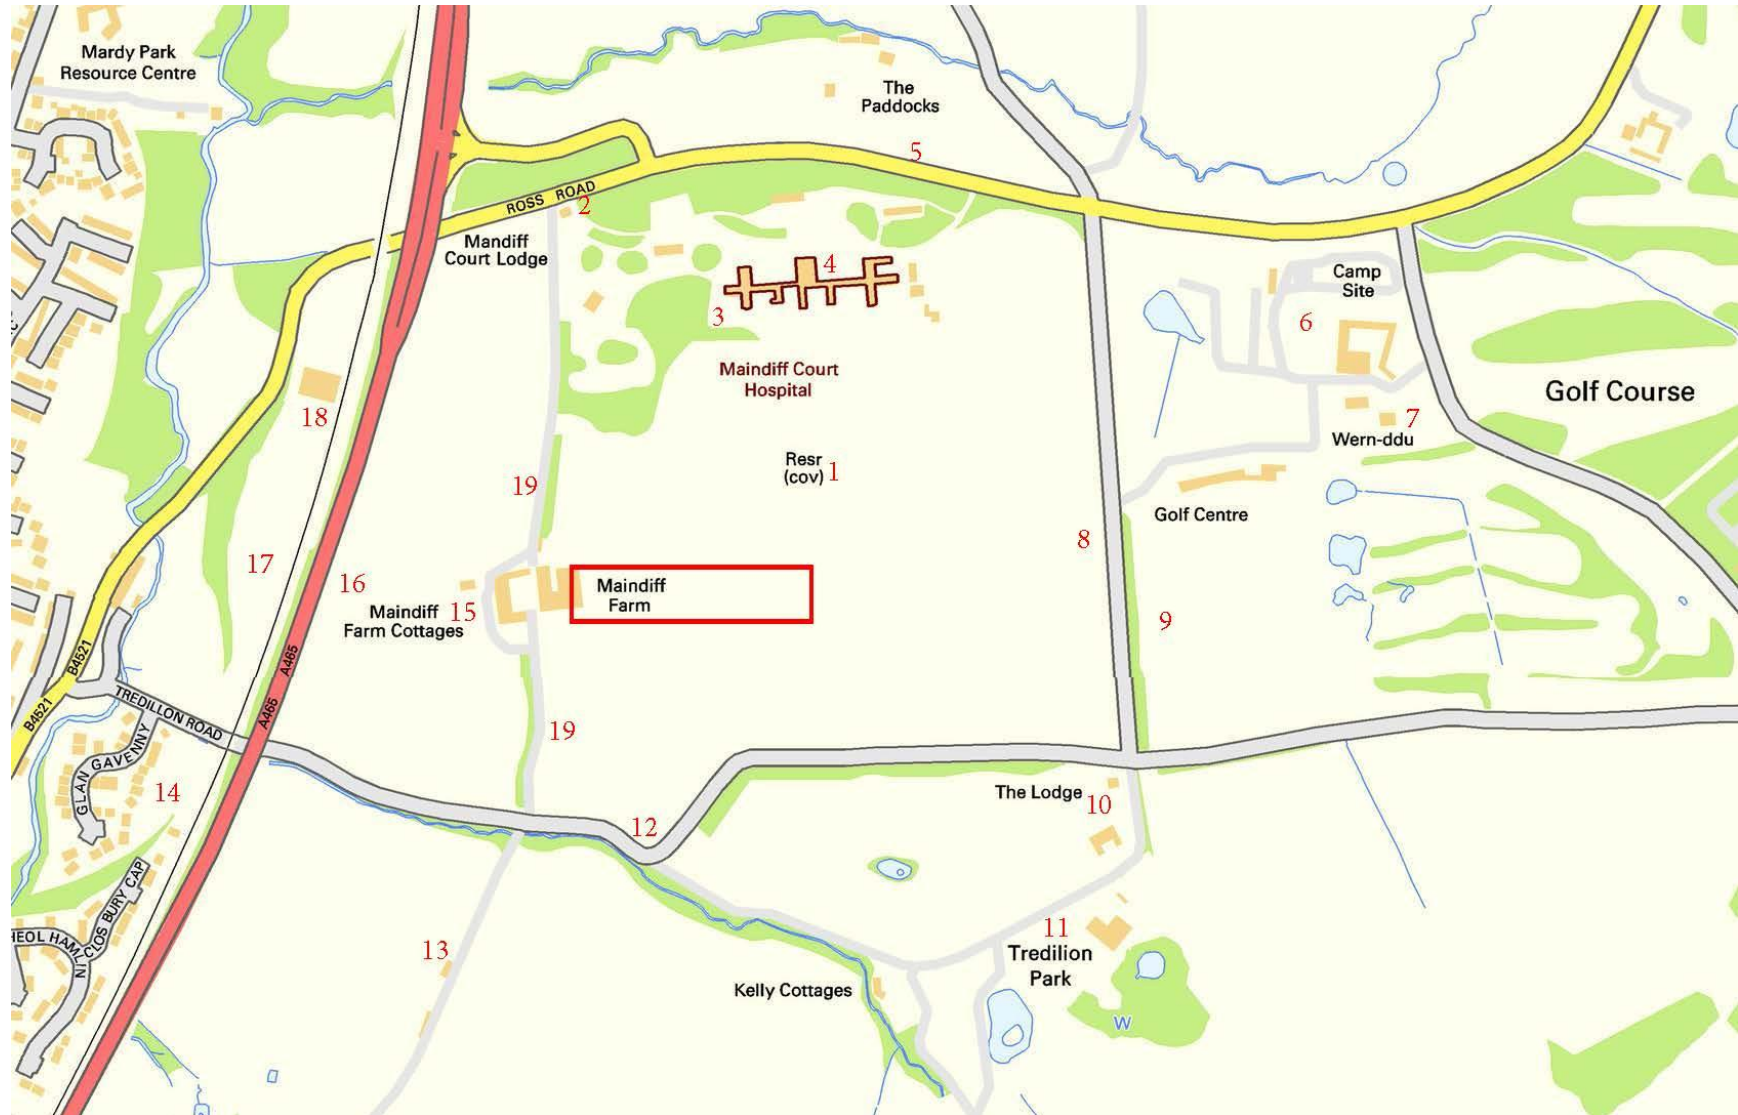 Mardy Park
Resource Centre
The
Paddocks
5
ROSS ROAD
2
Mandiff
Court Lodge
4
3
Camp
Site
6
Maindiff Court
Hospital
Golf Course
18
7
Wern-ddu
Resr
(cov)
1
19
Golf Centre
8
17
16
Maindiff
Farm
Maindiff
Farm Cottages
15
9
B4521
A465
B4521
A465
TREDILLON ROAD
19
GLAN GAVENNY
14
The Lodge
10
12
CLOS BURY CAP
11
13
Tredilion
Park
Kelly Cottages
W